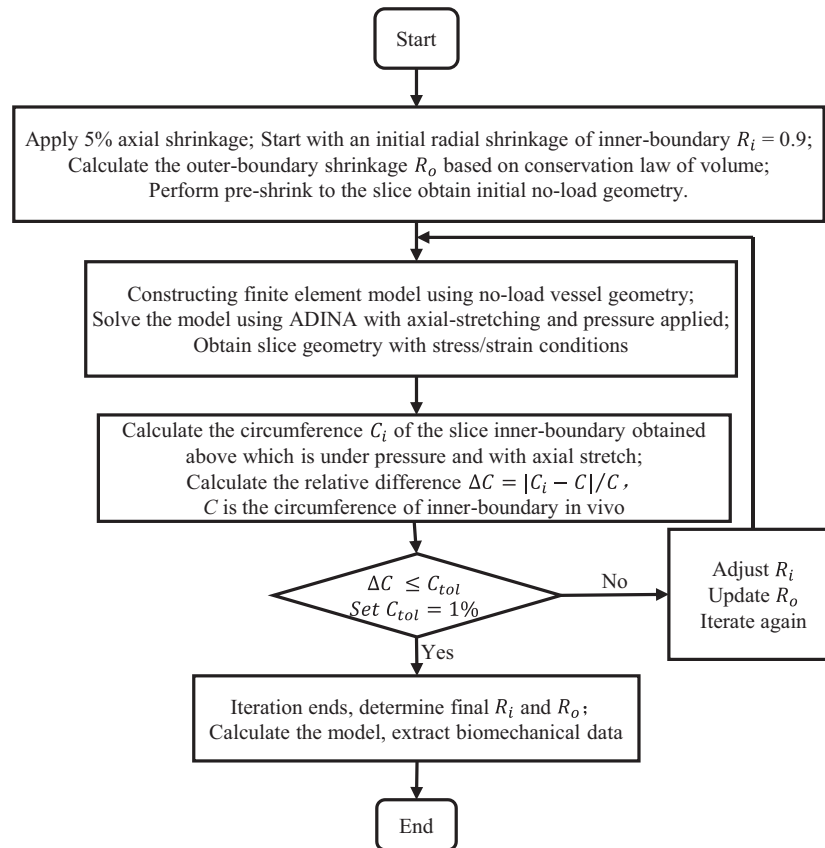 Start
Apply 5% axial shrinkage; Start with an initial radial shrinkage of inner-boundary R_i = 0.9;
Calculate the outer-boundary shrinkage R_o based on conservation law of volume;
Perform pre-shrink to the slice obtain initial no-load geometry.
Constructing finite element model using no-load vessel geometry;
Solve the model using ADINA with axial-stretching and pressure applied;
Obtain slice geometry with stress/strain conditions
Calculate the circumference C_i of the slice inner-boundary obtained
above which is under pressure and with axial stretch;
Calculate the relative difference ΔC = |C_i − C|/C，
C is the circumference of inner-boundary in vivo
ΔC ≤ C_tol
Set C_tol = 1%
No
Adjust R_i
Update R_o
Iterate again
Yes
Iteration ends, determine final R_i and R_o；
Calculate the model, extract biomechanical data
End